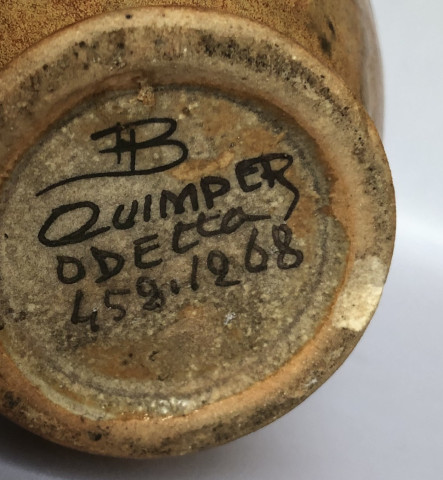 HB
QUIMPER
ODETTA
459.1268